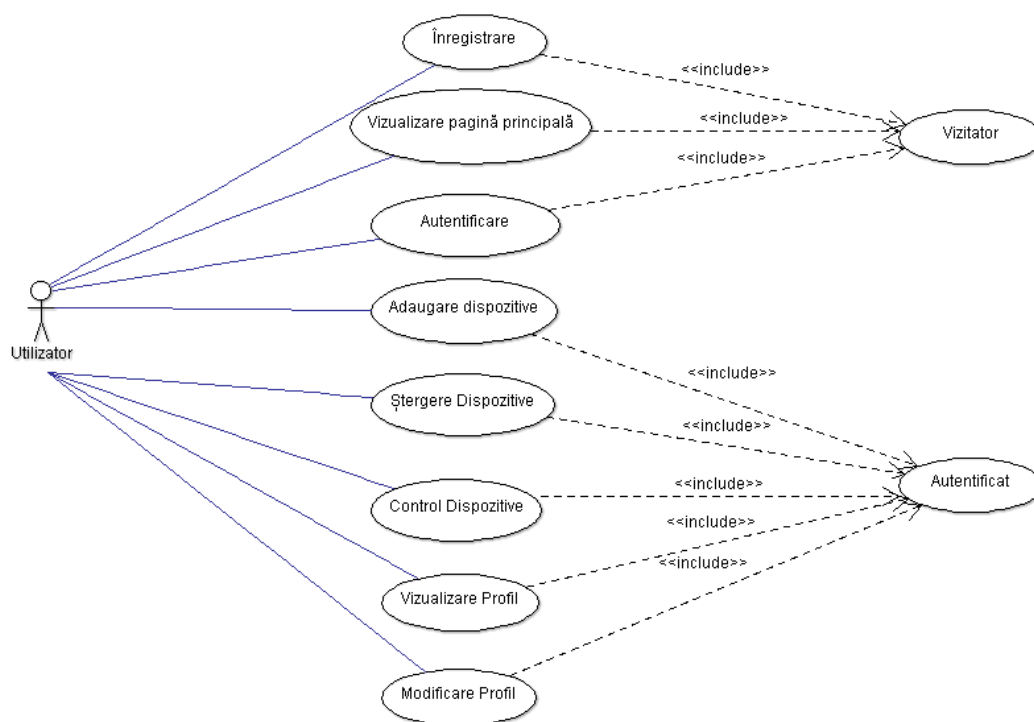 Înregistrare
<<include>>
Vizualizare pagină principală
<<include>>
Vizitator
<<include>>
Autentificare
Adaugare dispozitive
Utilizator
<<include>>
Ștergere Dispozitive
<<include>>
Autentificat
<<include>>
Control Dispozitive
<<include>>
<<include>>
Vizualizare Profil
Modificare Profil